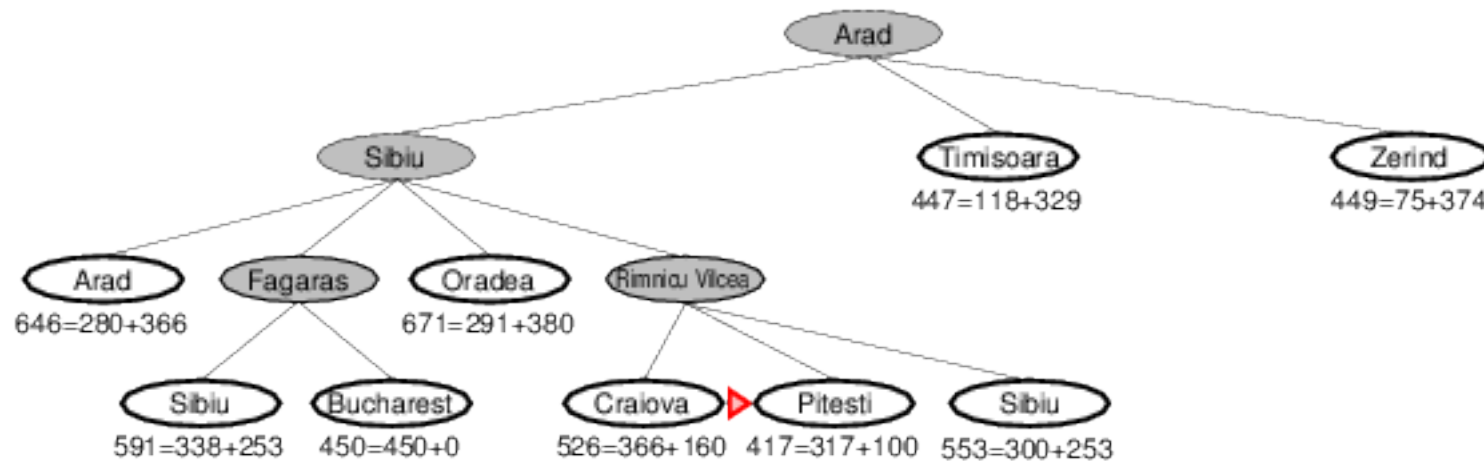 Arad
Sibiu
Timisoara
Zerind
447=118+329
449=75+374
Arad
Fagaras
Oradea
Rimnicu Vilcea
646=280+366
671=291+380
Sibiu
Bucharest
Craiova
Pitesti
Sibiu
591=338+253
450=450+0
526=366+160
417=317+100
553=300+253